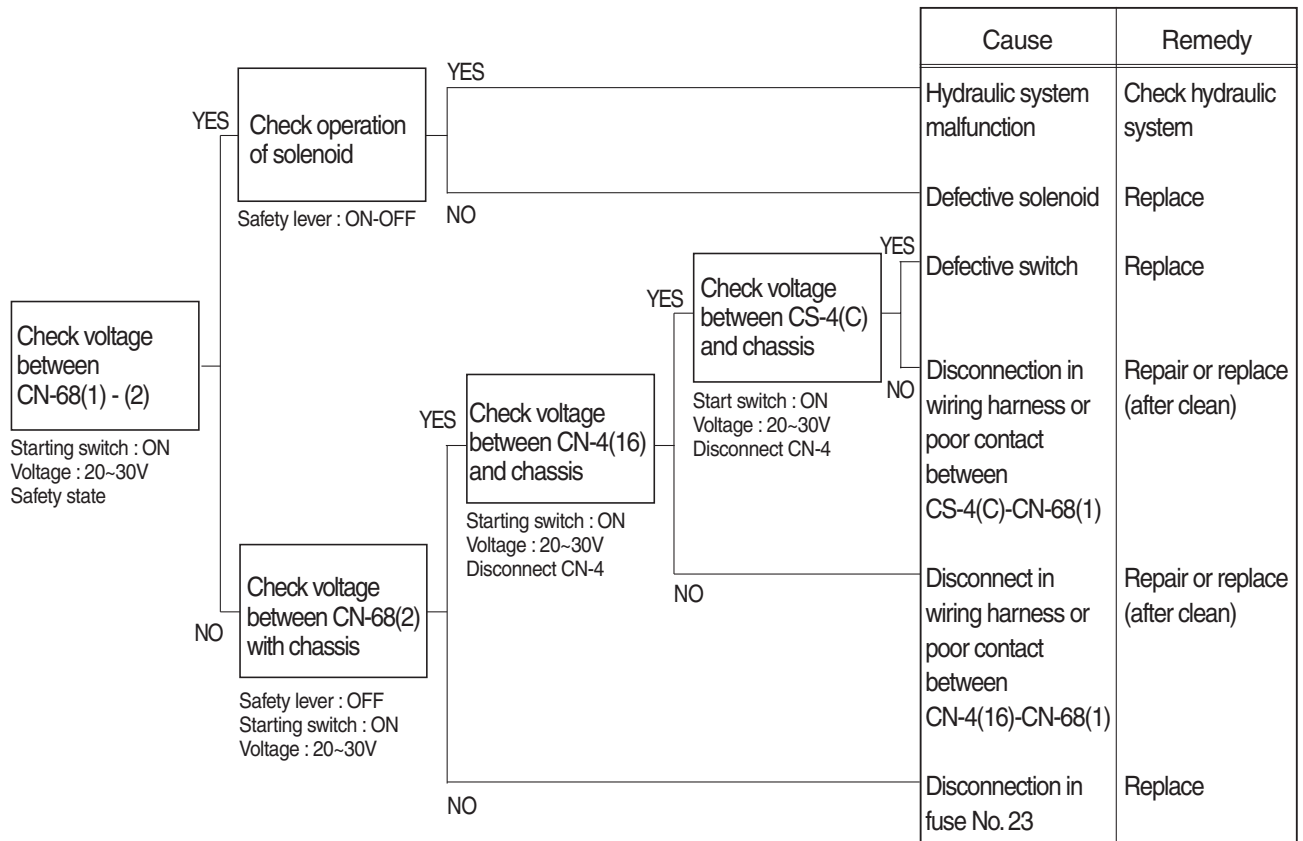 Cause
Remedy
YES
Hydraulic system
malfunction
Check hydraulic
system
YES
Check operation
of solenoid
Safety lever : ON-OFF
NO
Defective solenoid
Replace
YES
Defective switch
Replace
YES
Check voltage
between CS-4(C)
and chassis
NO
Start switch : ON
Voltage : 20~30V
Disconnect CN-4
Disconnection in
wiring harness or
poor contact
between
CS-4(C)-CN-68(1)
Repair or replace
(after clean)
Check voltage
between
CN-68(1) - (2)
Starting switch : ON
Voltage : 20~30V
Safety state
YES
Check voltage
between CN-4(16)
and chassis
Starting switch : ON
Voltage : 20~30V
Disconnect CN-4
NO
Disconnect in
wiring harness or
poor contact
between
CN-4(16)-CN-68(1)
Repair or replace
(after clean)
NO
Check voltage
between CN-68(2)
with chassis
Safety lever : OFF
Starting switch : ON
Voltage : 20~30V
NO
Disconnection in
fuse No. 23
Replace